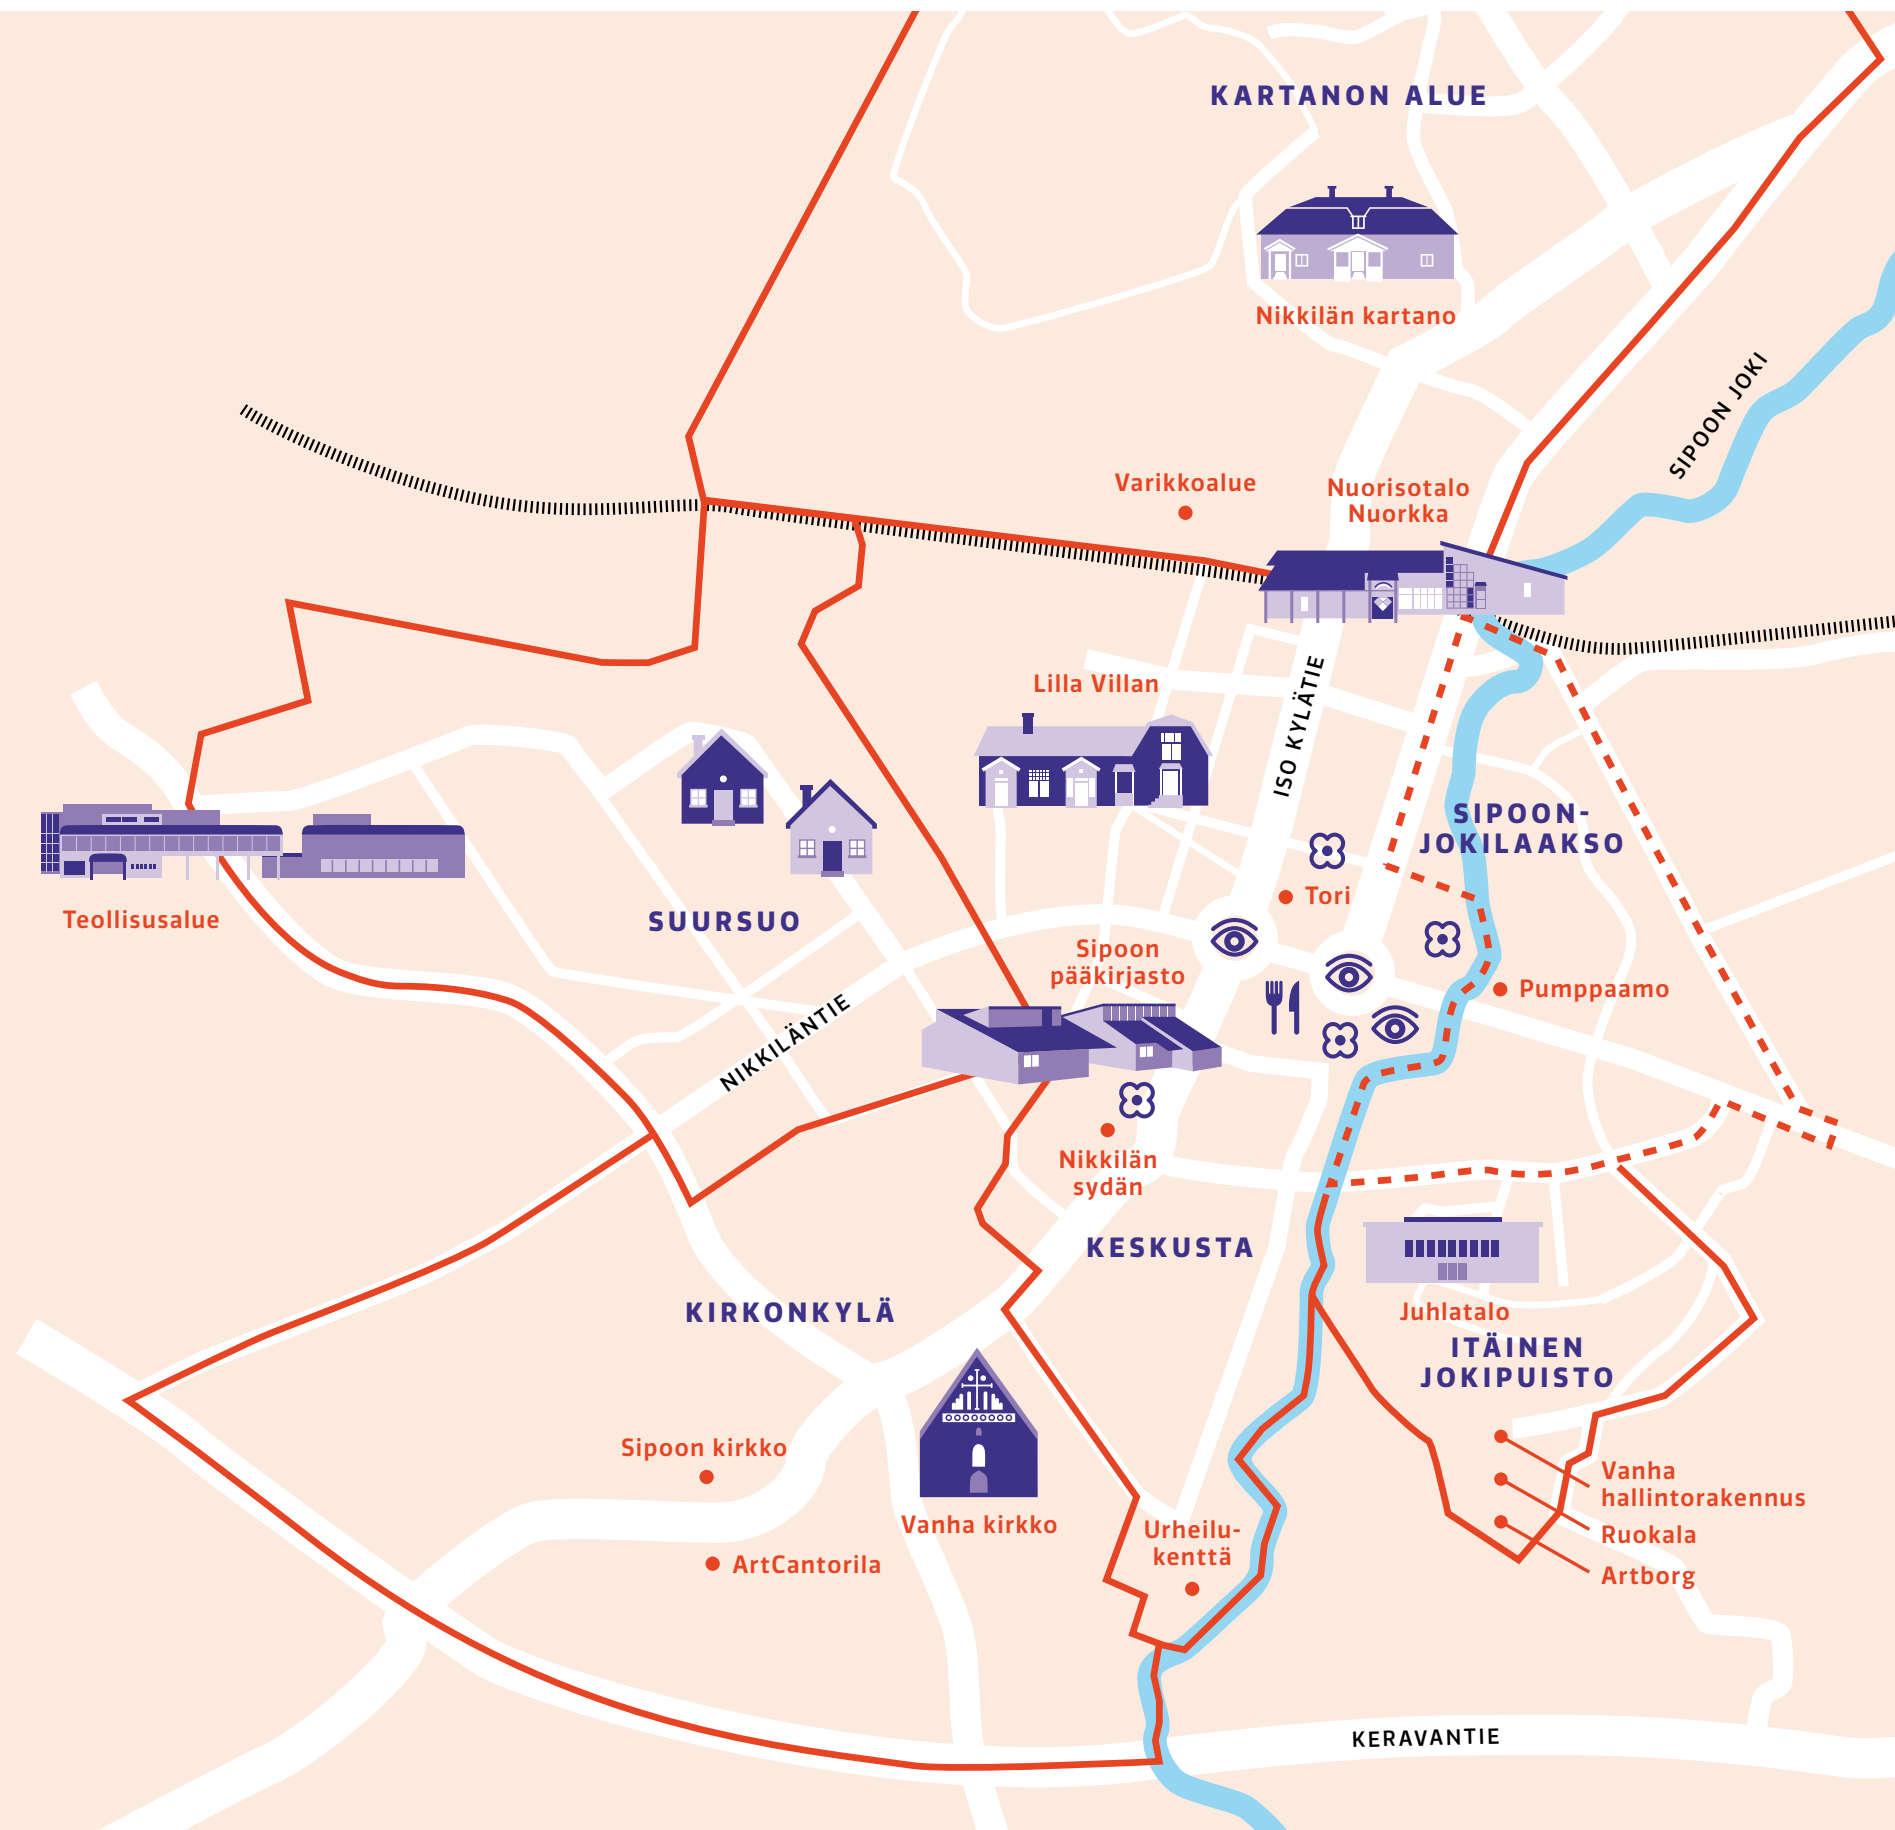 KARTANON ALUE
Nikkilän kartano
SIPOON JOKI
Varikkoalue
Nuorisotalo
Nuorkka
Lilla Villan
ISO KYLÄTIE
SIPOON-
JOKILAAKSO
Tori
Teollisusalue
SUURSUO
Sipoon
pääkirjasto
Pumppaamo
NIKKILÄNTIE
Nikkilän
sydän
KESKUSTA
KIRKONKYLÄ
Juhlatalo
ITÄINEN
JOKIPUISTO
Sipoon kirkko
Vanha
hallintorakennus
Vanha kirkko
Urheilu-
kenttä
Ruokala
ArtCantorila
Artborg
KERAVANTIE